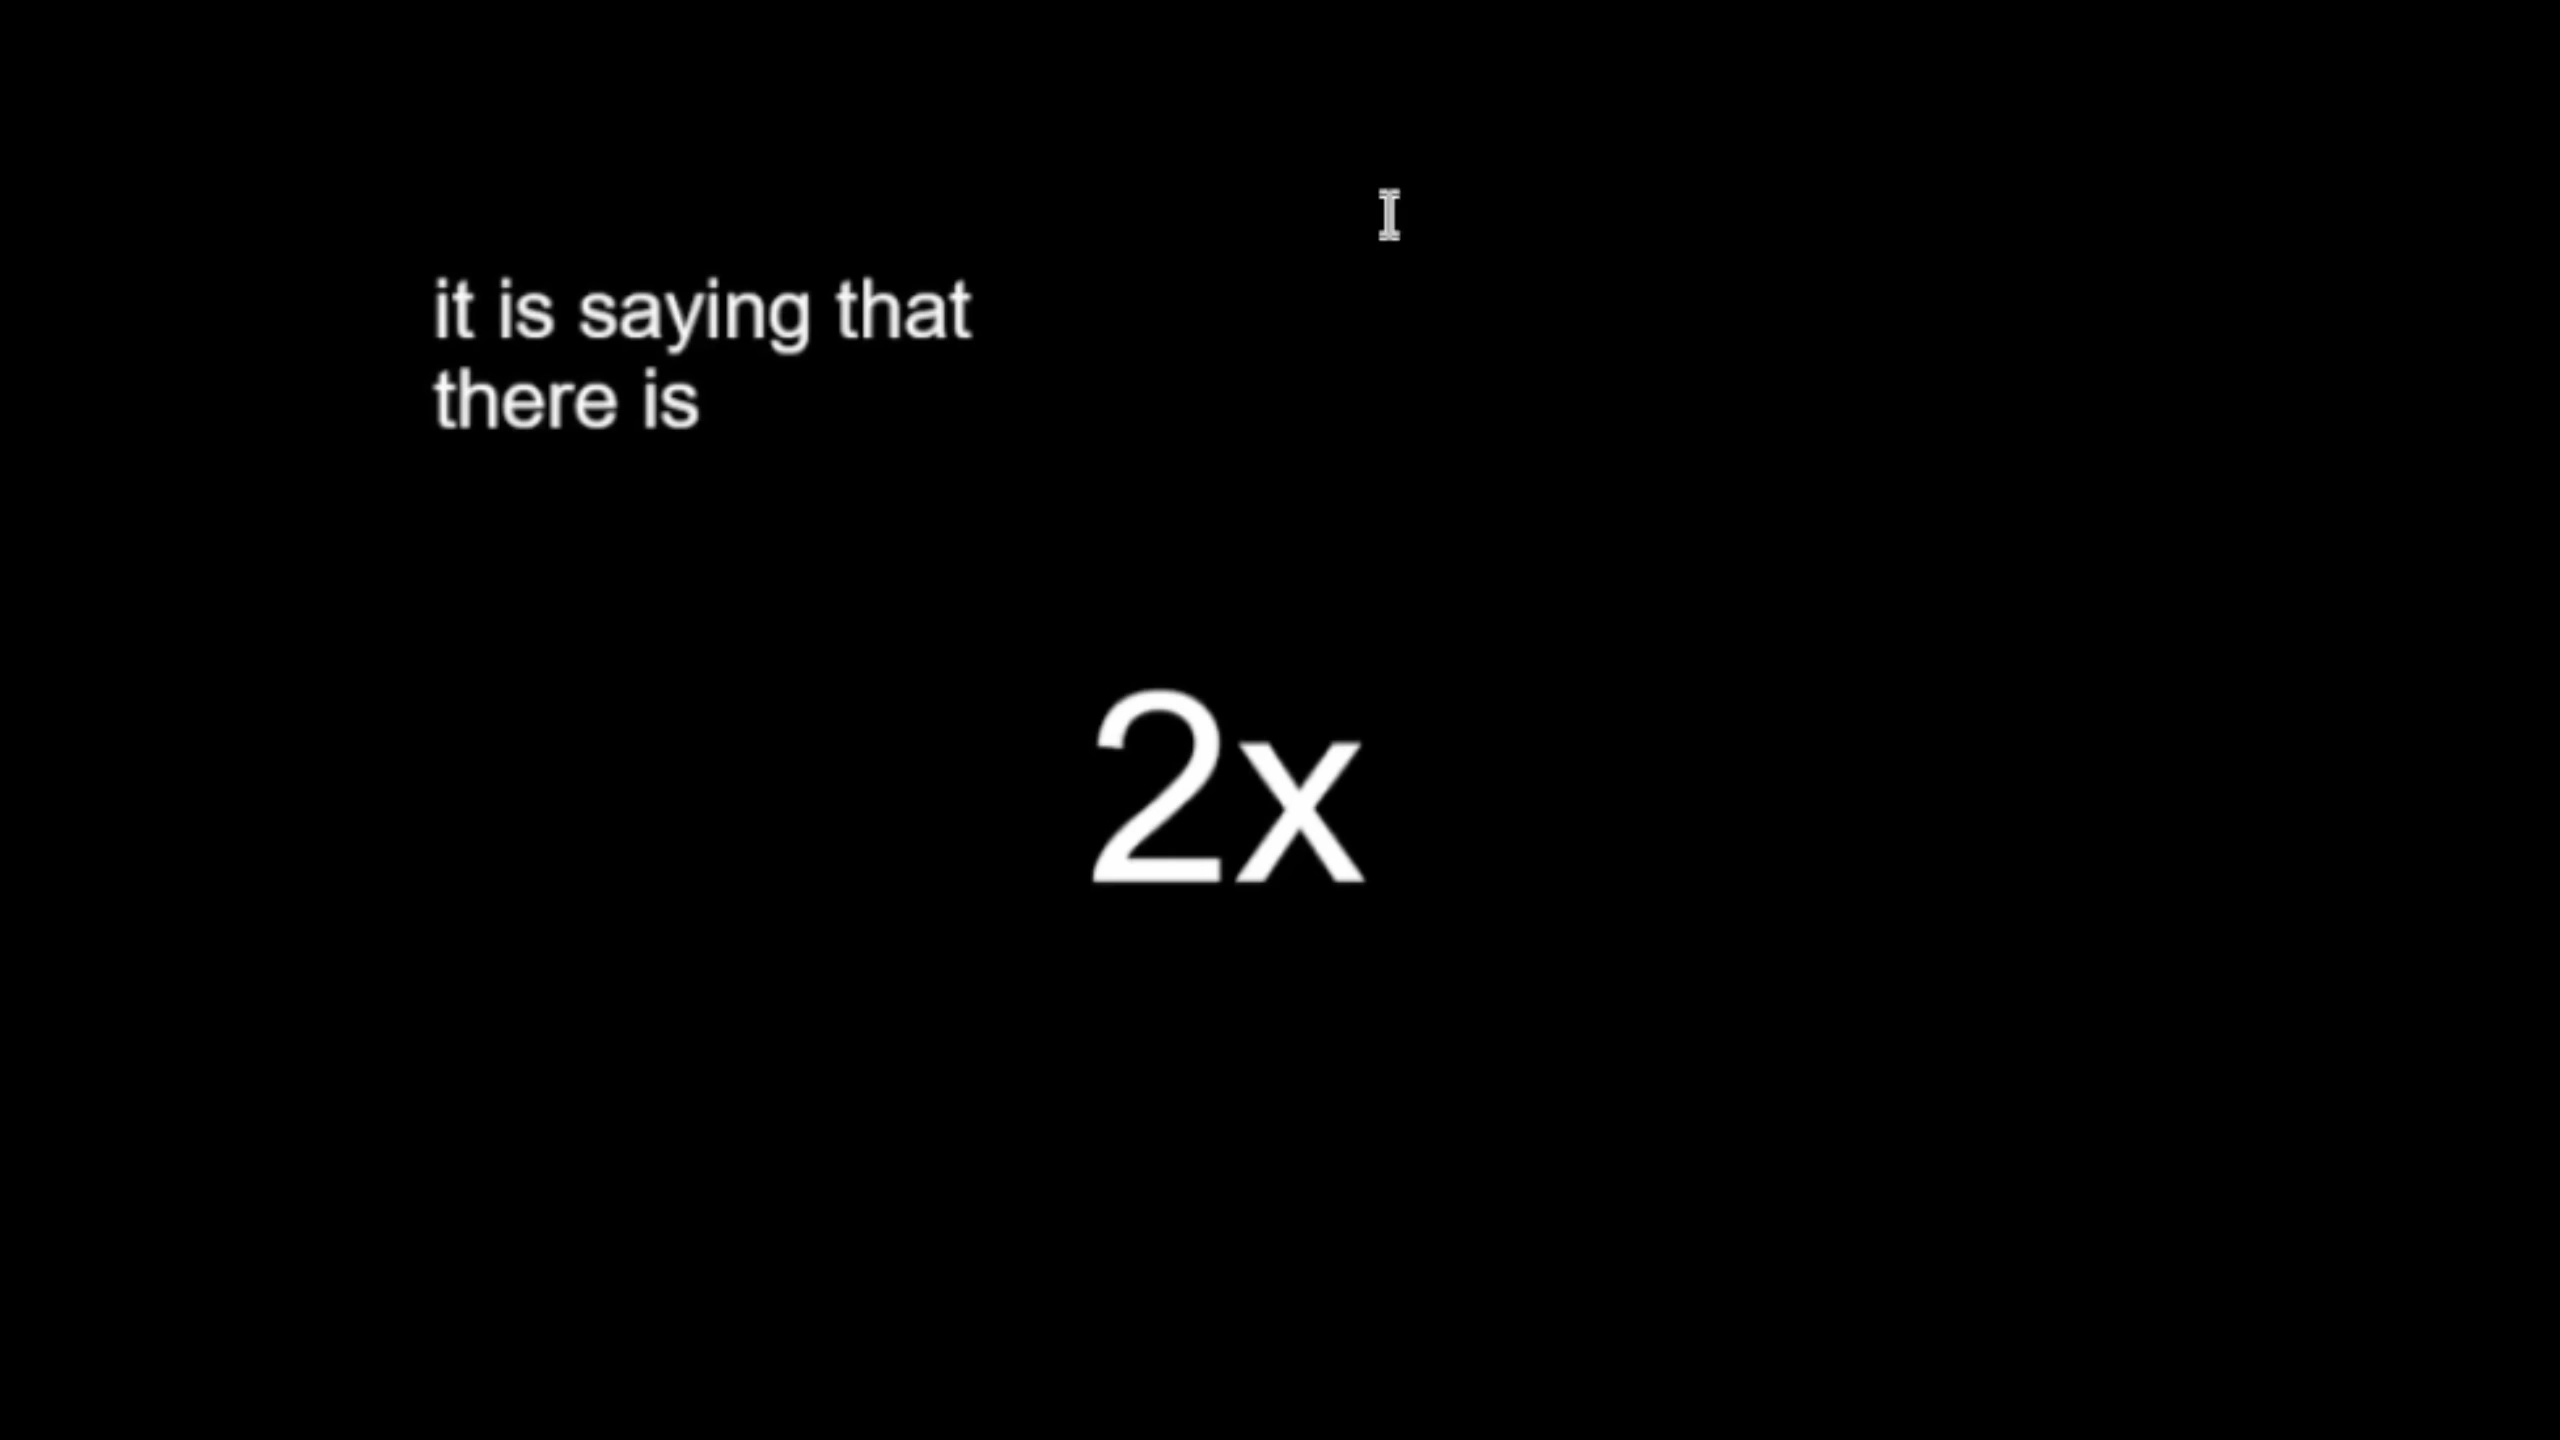 it is saying that
there is
2x